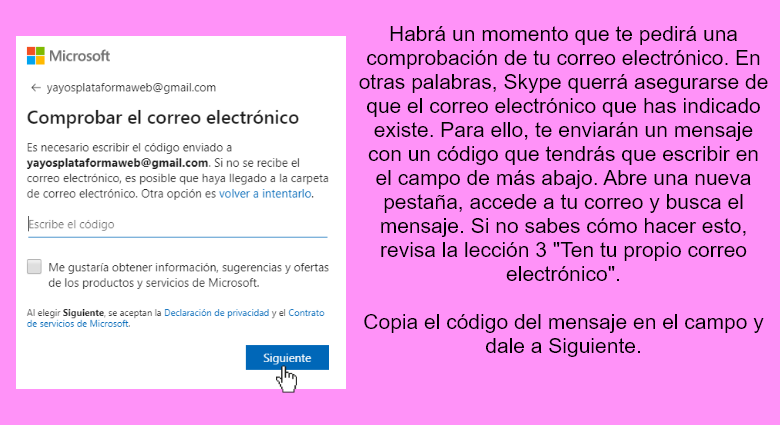 Microsoft
← yayosplataformaweb@gmail.com
Comprobar el correo electrónico
Es necesario escribir el código enviado a
yayosplataformaweb@gmail.com. Si no se recibe el
correo electrónico, es posible que haya llegado a la carpeta
de correo electrónico. Otra opción es volver a intentarlo.
Escribe el código
Me gustaría obtener información, sugerencias y ofertas
de los productos y servicios de Microsoft.
Al elegir Siguiente, se aceptan la Declaración de privacidad y el Contrato
de servicios de Microsoft.
Siguiente
Habrá un momento que te pedirá una
comprobación de tu correo electrónico. En
otras palabras, Skype querrá asegurarse de
que el correo electrónico que has indicado
existe. Para ello, te enviarán un mensaje
con un código que tendrás que escribir en
el campo de más abajo. Abre una nueva
pestaña, accede a tu correo y busca el
mensaje. Si no sabes cómo hacer esto,
revisa la lección 3 "Ten tu propio correo
electrónico".
Copia el código del mensaje en el campo y
dale a Siguiente.